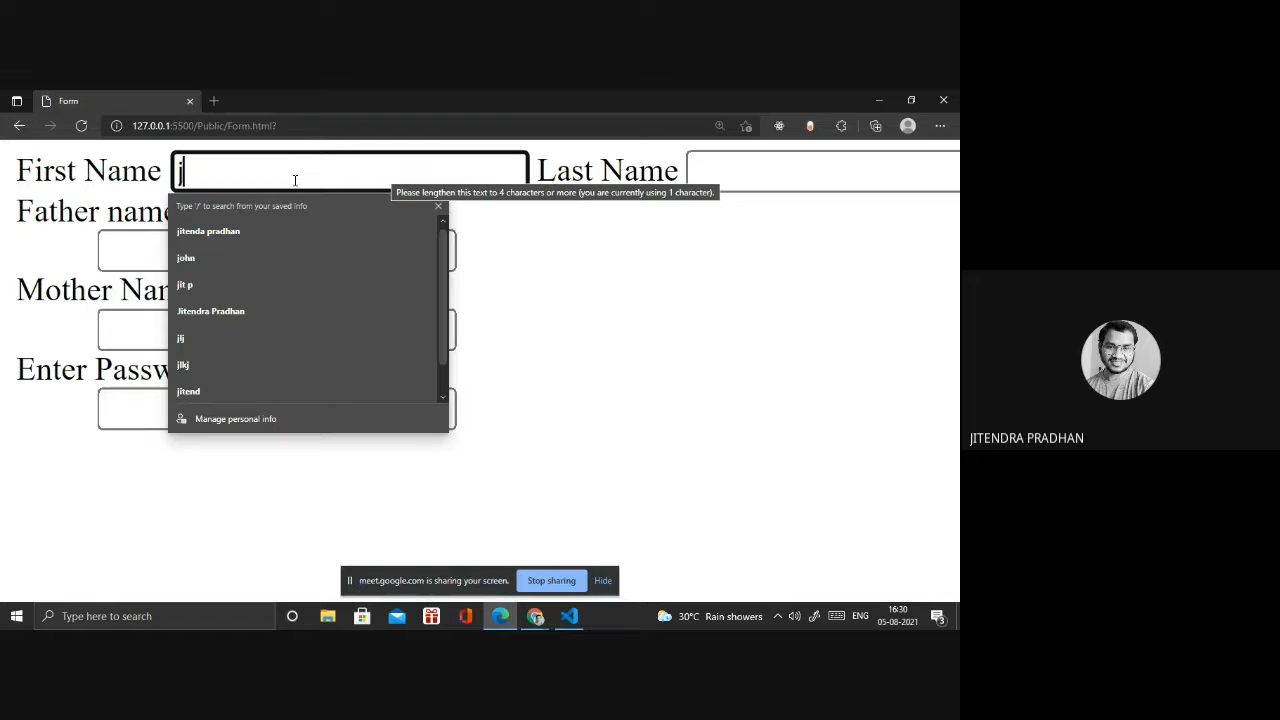 Form
127.0.0.1:5500/Public/Form.html?
First Name j Last Name
Please lengthen this text to 4 characters or more (you are currently using 1 character).
Type '/' to search from your saved info
Father name
jitenda pradhan
john
jit p
Mother Nan
Jitendra Pradhan
jlj
jlkj
Enter Passw
jitend
Manage personal info
JITENDRA PRADHAN
meet.google.com is sharing your screen. Stop sharing Hide
Type here to search
30°C Rain showers
ENG
16:30
05-08-2021
3